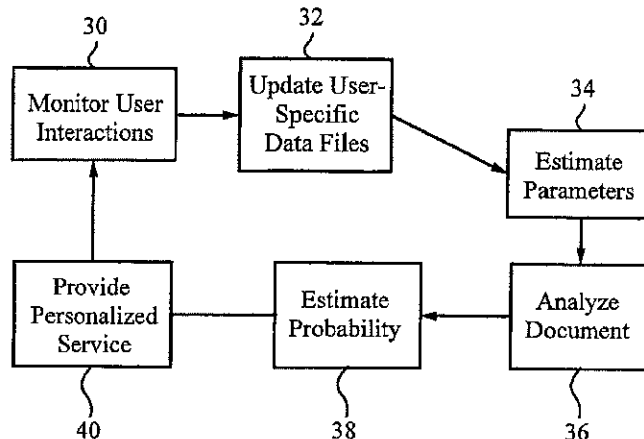 30
Monitor User
Interactions
32
Update User-
Specific
Data Files
34
Estimate
Parameters
Analyze
Document
36
Estimate
Probability
38
Provide
Personalized
Service
40